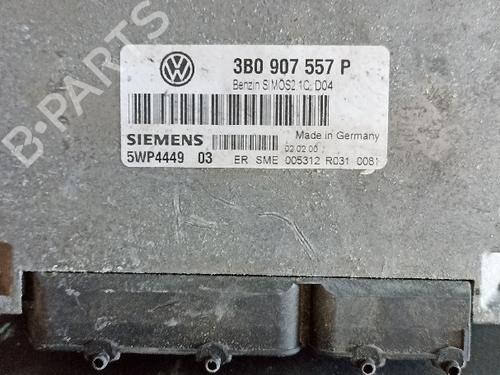 3B0 907 557 P
Benzin SIMOS2 1Q D04
SIEMENS
Made in Germany
02.02.00
5WP4449 03
ER SME 005312 R031 0081
B-PARTS